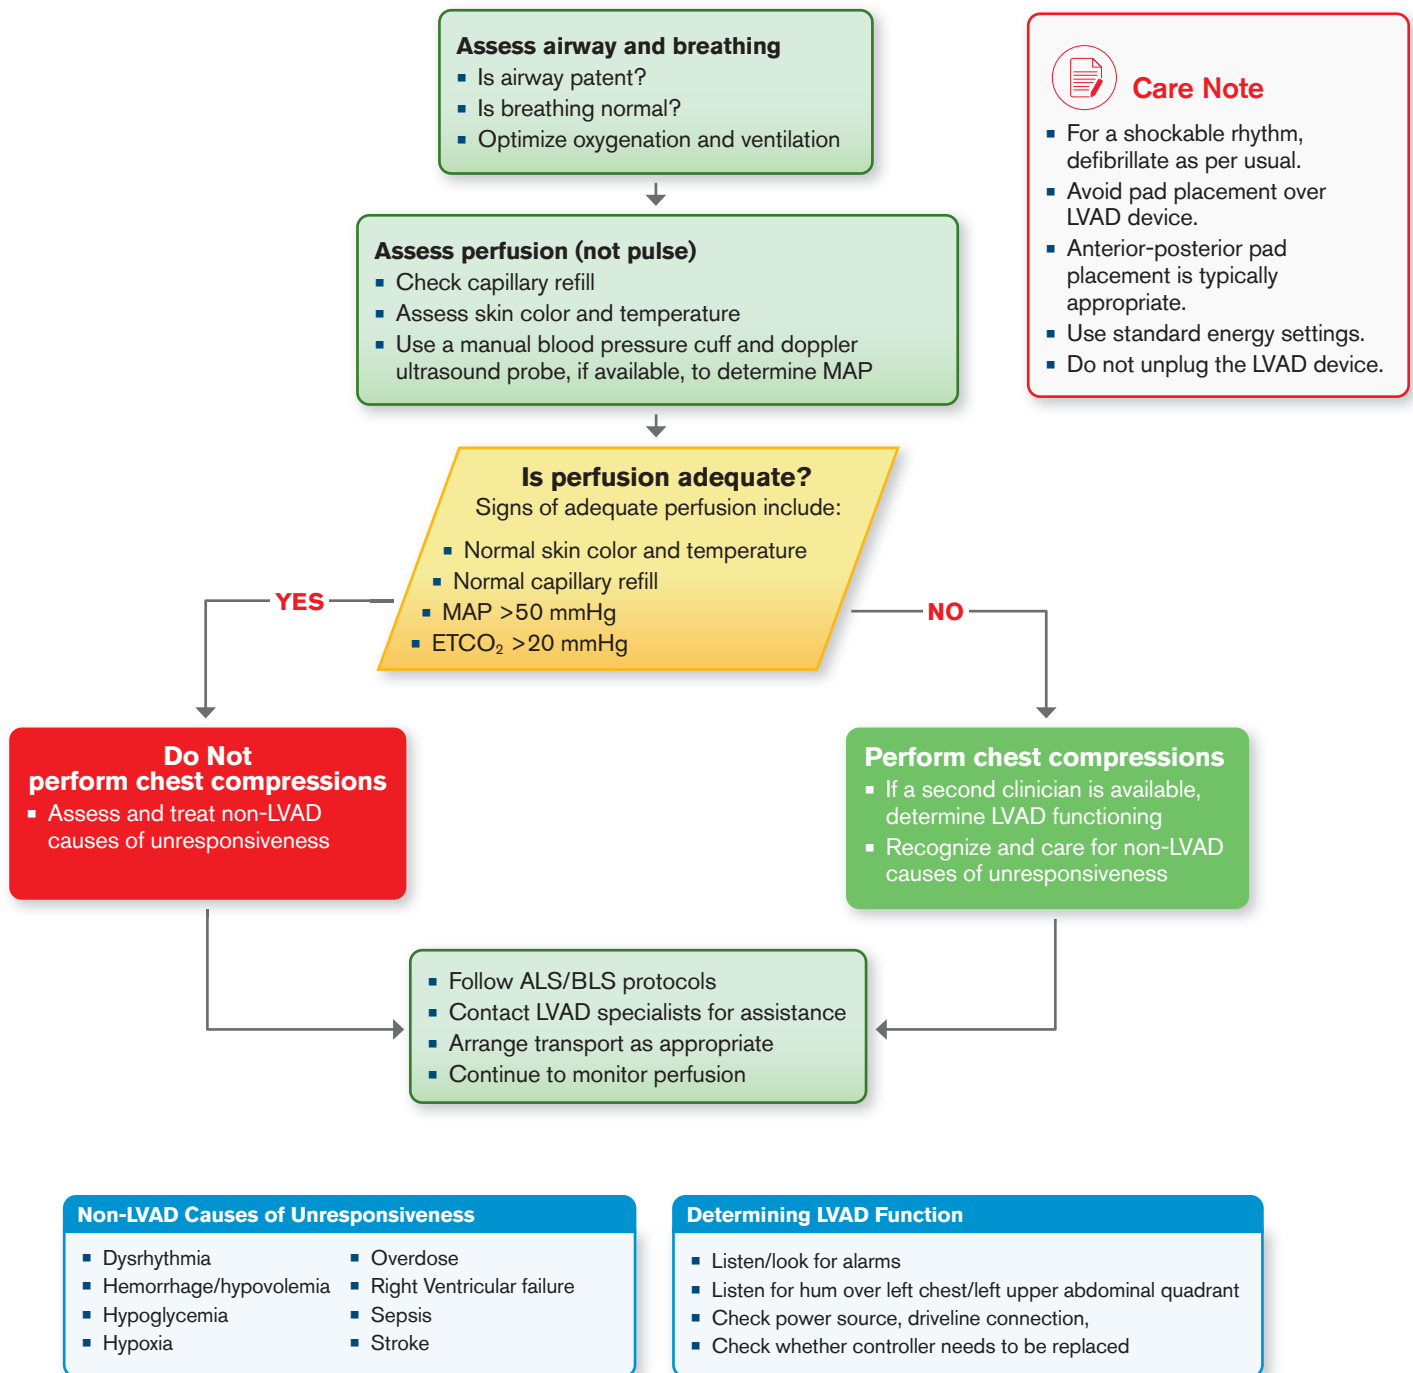 Assess airway and breathing
▪ Is airway patent?
▪ Is breathing normal?
▪ Optimize oxygenation and ventilation
Care Note
▪ For a shockable rhythm,
defibrillate as per usual.
▪ Avoid pad placement over
LVAD device.
▪ Anterior-posterior pad
placement is typically
appropriate.
▪ Use standard energy settings.
▪ Do not unplug the LVAD device.
Assess perfusion (not pulse)
▪ Check capillary refill
▪ Assess skin color and temperature
▪ Use a manual blood pressure cuff and doppler
ultrasound probe, if available, to determine MAP
Is perfusion adequate?
Signs of adequate perfusion include:
▪ Normal skin color and temperature
▪ Normal capillary refill
▪ MAP >50 mmHg
▪ ETCO₂ >20 mmHg
YES
NO
Do Not
perform chest compressions
▪ Assess and treat non-LVAD
causes of unresponsiveness
Perform chest compressions
▪ If a second clinician is available,
determine LVAD functioning
▪ Recognize and care for non-LVAD
causes of unresponsiveness
▪ Follow ALS/BLS protocols
▪ Contact LVAD specialists for assistance
▪ Arrange transport as appropriate
▪ Continue to monitor perfusion
Non-LVAD Causes of Unresponsiveness
▪ Dysrhythmia
▪ Hemorrhage/hypovolemia
▪ Hypoglycemia
▪ Hypoxia
▪ Overdose
▪ Right Ventricular failure
▪ Sepsis
▪ Stroke
Determining LVAD Function
▪ Listen/look for alarms
▪ Listen for hum over left chest/left upper abdominal quadrant
▪ Check power source, driveline connection,
▪ Check whether controller needs to be replaced